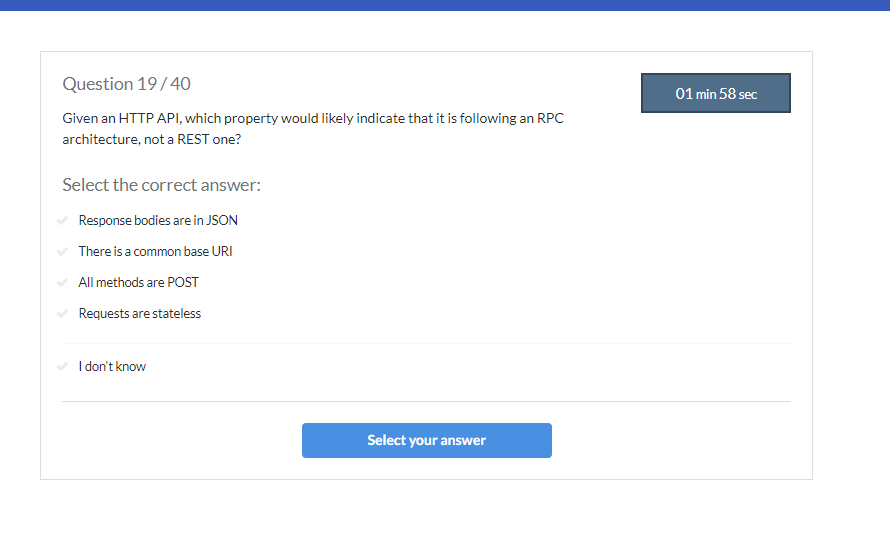 Question 19 / 40
01 min 58 sec
Given an HTTP API, which property would likely indicate that it is following an RPC
architecture, not a REST one?
Select the correct answer:
Response bodies are in JSON
There is a common base URI
All methods are POST
Requests are stateless
I don't know
Select your answer